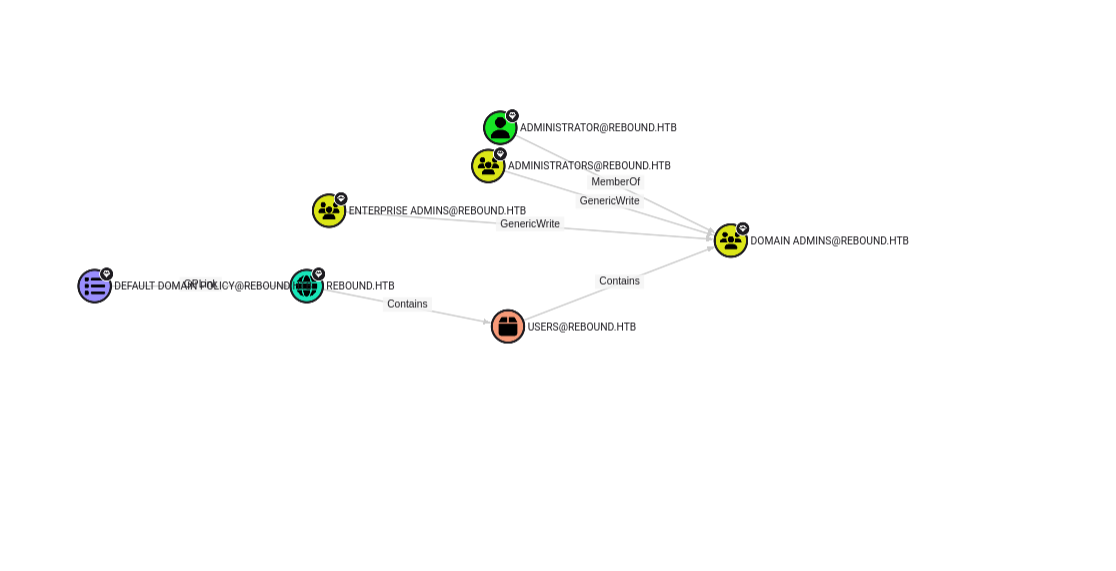 ADMINISTRATOR@REBOUND.HTB
ADMINISTRATORS@REBOUND.HTB
MemberOf
GenericWrite
ENTERPRISE ADMINS@REBOUND.HTB
GenericWrite
DOMAIN ADMINS@REBOUND.HTB
Contains
DEFAULT DOMAIN POLICY@REBOUND
GPLink
REBOUND.HTB
Contains
USERS@REBOUND.HTB